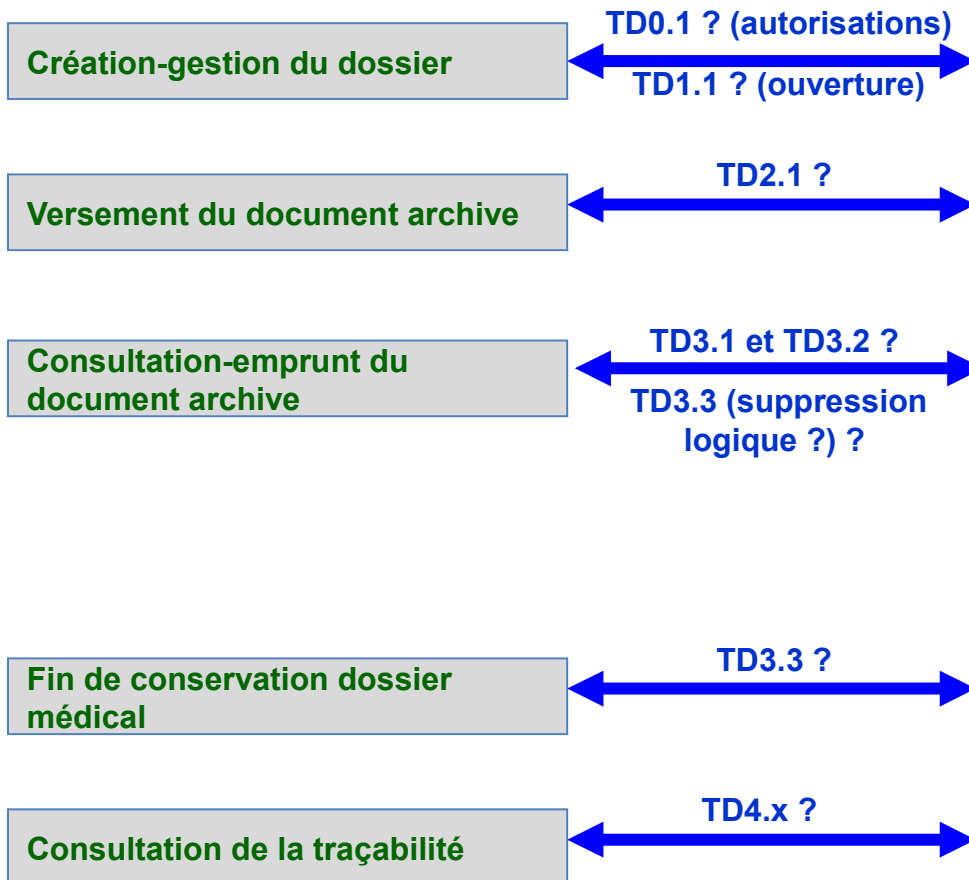 TD0.1 ? (autorisations)
Création-gestion du dossier
TD1.1 ? (ouverture)
TD2.1 ?
Versement du document archive
TD3.1 et TD3.2 ?
Consultation-emprunt du
document archive
TD3.3 (suppression
logique ?) ?
TD3.3 ?
Fin de conservation dossier
médical
TD4.x ?
Consultation de la traçabilité